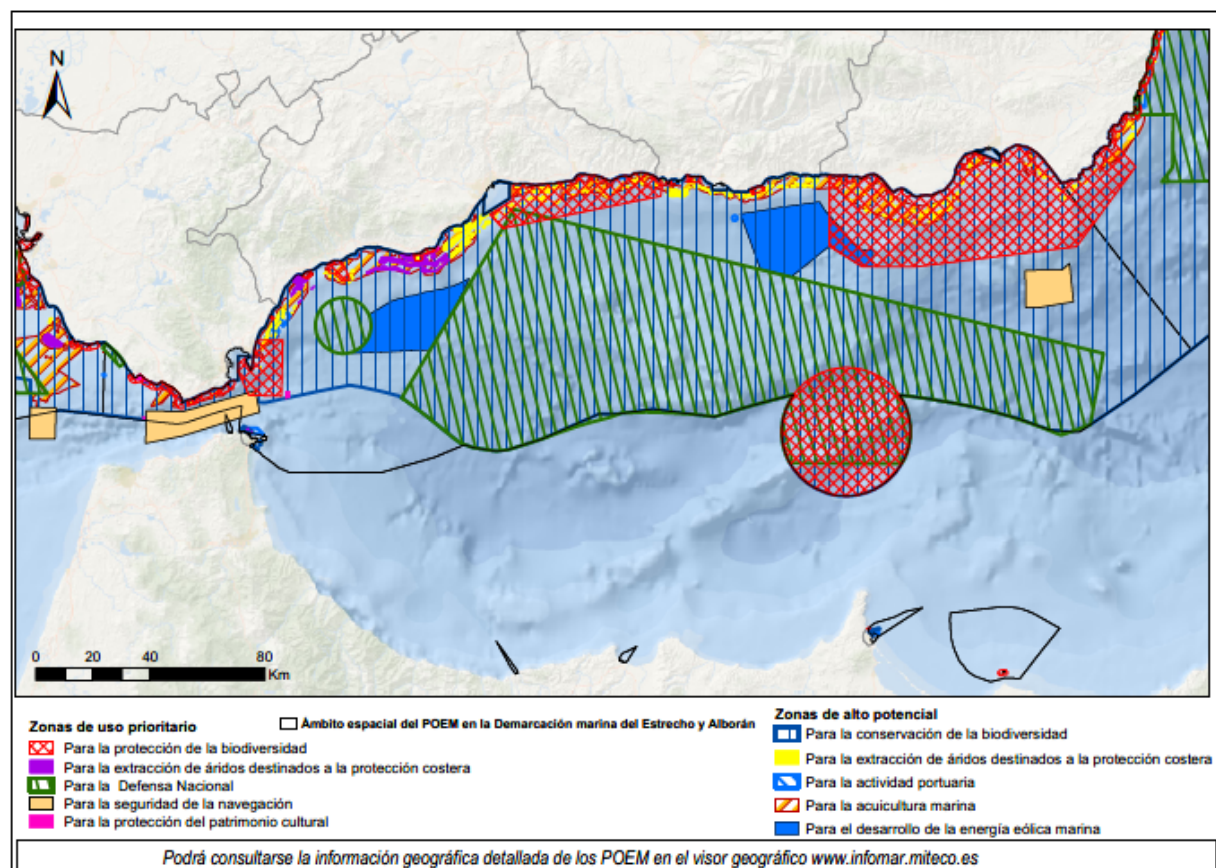 N
0 20 40 80
Km
Zonas de uso prioritario
Ámbito espacial del POEM en la Demarcación marina del Estrecho y Alborán
Para la protección de la biodiversidad
Para la extracción de áridos destinados a la protección costera
Para la Defensa Nacional
Para la seguridad de la navegación
Para la protección del patrimonio cultural
Zonas de alto potencial
Para la conservación de la biodiversidad
Para la extracción de áridos destinados a la protección costera
Para la actividad portuaria
Para la acuicultura marina
Para el desarrollo de la energía eólica marina
Podrá consultarse la información geográfica detallada de los POEM en el visor geográfico www.infomar.miteco.es